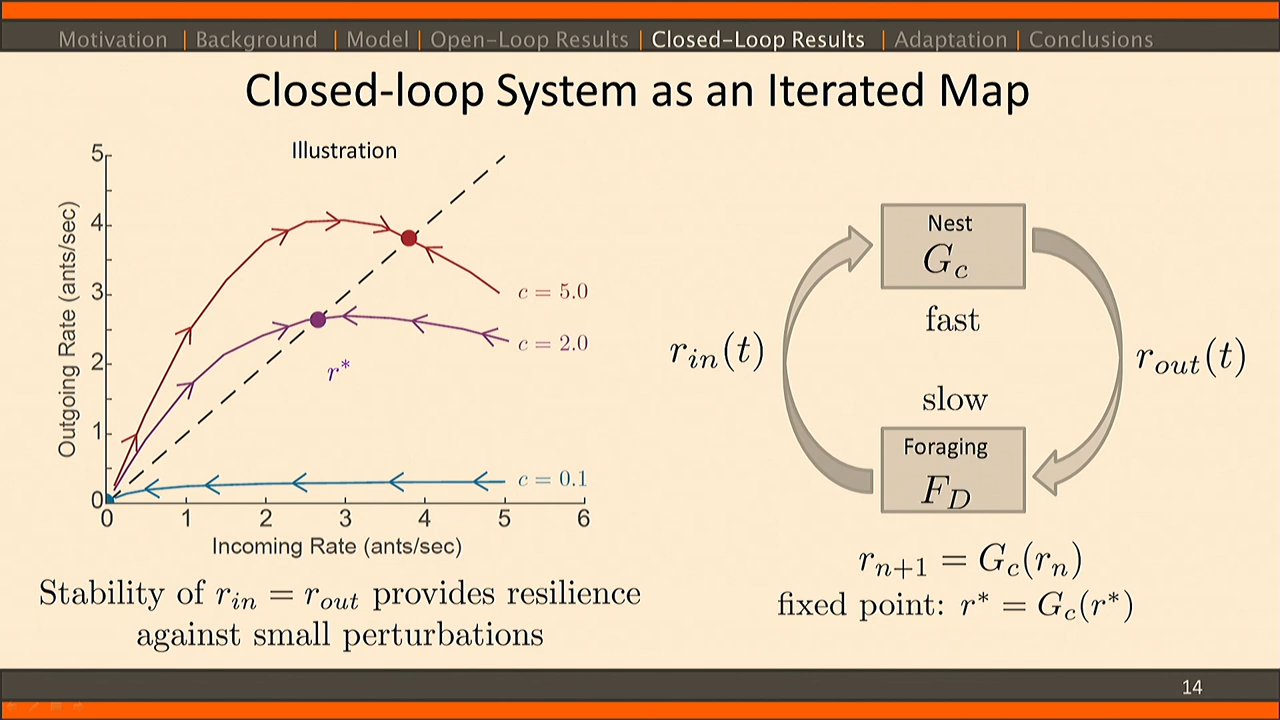 Motivation | Background | Model | Open-Loop Results | Closed-Loop Results | Adaptation | Conclusions
Closed-loop System as an Iterated Map
Illustration
5
4
3
2
1
0
0 1 2 3 4 5 6
Outgoing Rate (ants/sec)
Incoming Rate (ants/sec)
c = 5.0
c = 2.0
r*
c = 0.1
Stability of r_in = r_out provides resilience
against small perturbations
Nest
G_c
fast
r_in(t)
r_out(t)
slow
Foraging
F_D
r_{n+1} = G_c(r_n)
fixed point: r* = G_c(r*)
14